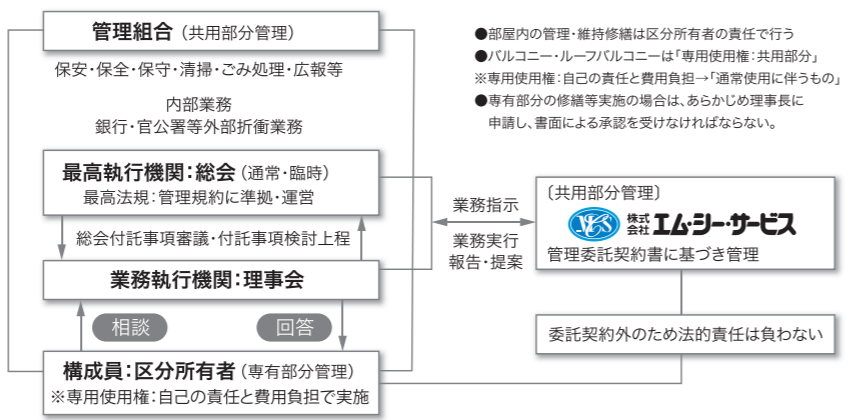 管理組合(共用部分管理)
保安・保全・保守・清掃・ごみ処理・広報等
内部業務
銀行・官公署等外部折衝業務
最高執行機関:総会(通常・臨時)
最高法規:管理規約に準拠・運営
総会付託事項審議・付託事項検討上程
業務執行機関:理事会
相談
回答
構成員:区分所有者(専有部分管理)
※専用使用権:自己の責任と費用負担で実施
●部屋内の管理・維持修繕は区分所有者の責任で行う
●バルコニー・ルーフバルコニーは「専用使用権:共用部分」
※専用使用権:自己の責任と費用負担→「通常使用に伴うもの」
●専有部分の修繕等実施の場合は、あらかじめ理事長に
申請し、書面による承認を受けなければならない。
業務指示
業務実行
報告・提案
〔共用部分管理〕
MCS 株式会社 エム・シー・サービス
管理委託契約書に基づき管理
委託契約外のため法的責任は負わない